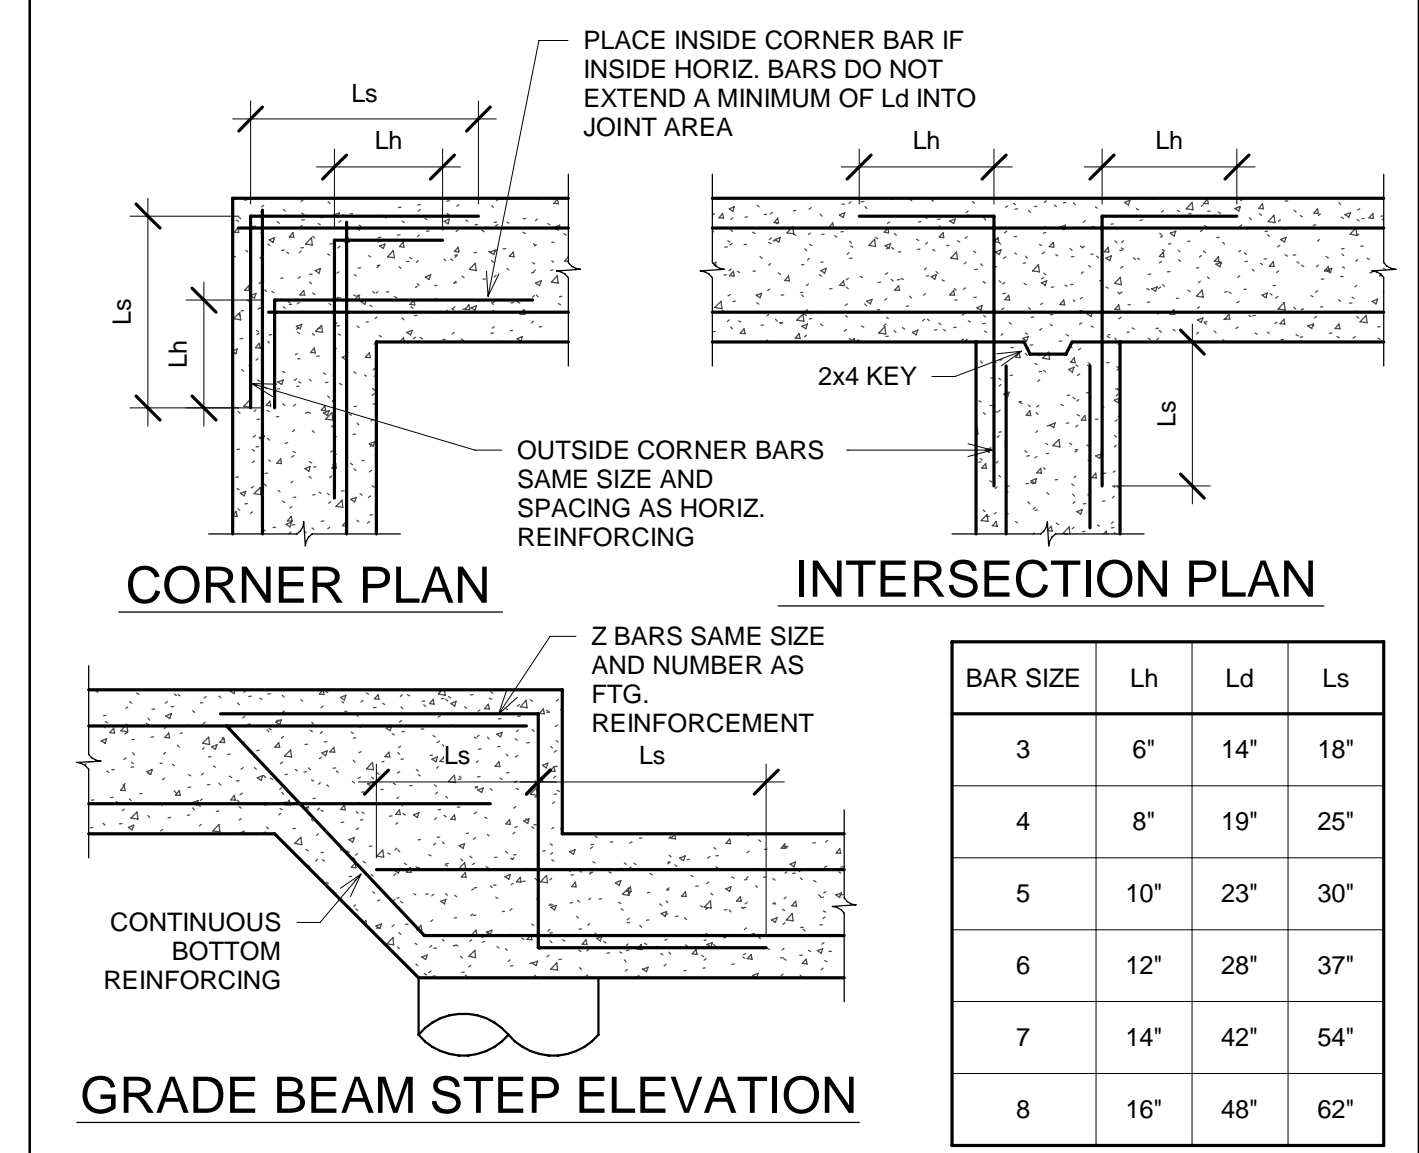 PLACE INSIDE CORNER BAR IF
INSIDE HORIZ. BARS DO NOT
EXTEND A MINIMUM OF Ld INTO
JOINT AREA
Ls
Lh
Ls
Lh
Lh
Lh
2x4 KEY
Ls
OUTSIDE CORNER BARS
SAME SIZE AND
SPACING AS HORIZ.
REINFORCING
CORNER PLAN
INTERSECTION PLAN
Z BARS SAME SIZE
AND NUMBER AS
FTG.
REINFORCEMENT
Ls
Ls
CONTINUOUS
BOTTOM
REINFORCING
GRADE BEAM STEP ELEVATION
BAR SIZE Lh Ld Ls
3 6" 14" 18"
4 8" 19" 25"
5 10" 23" 30"
6 12" 28" 37"
7 14" 42" 54"
8 16" 48" 62"